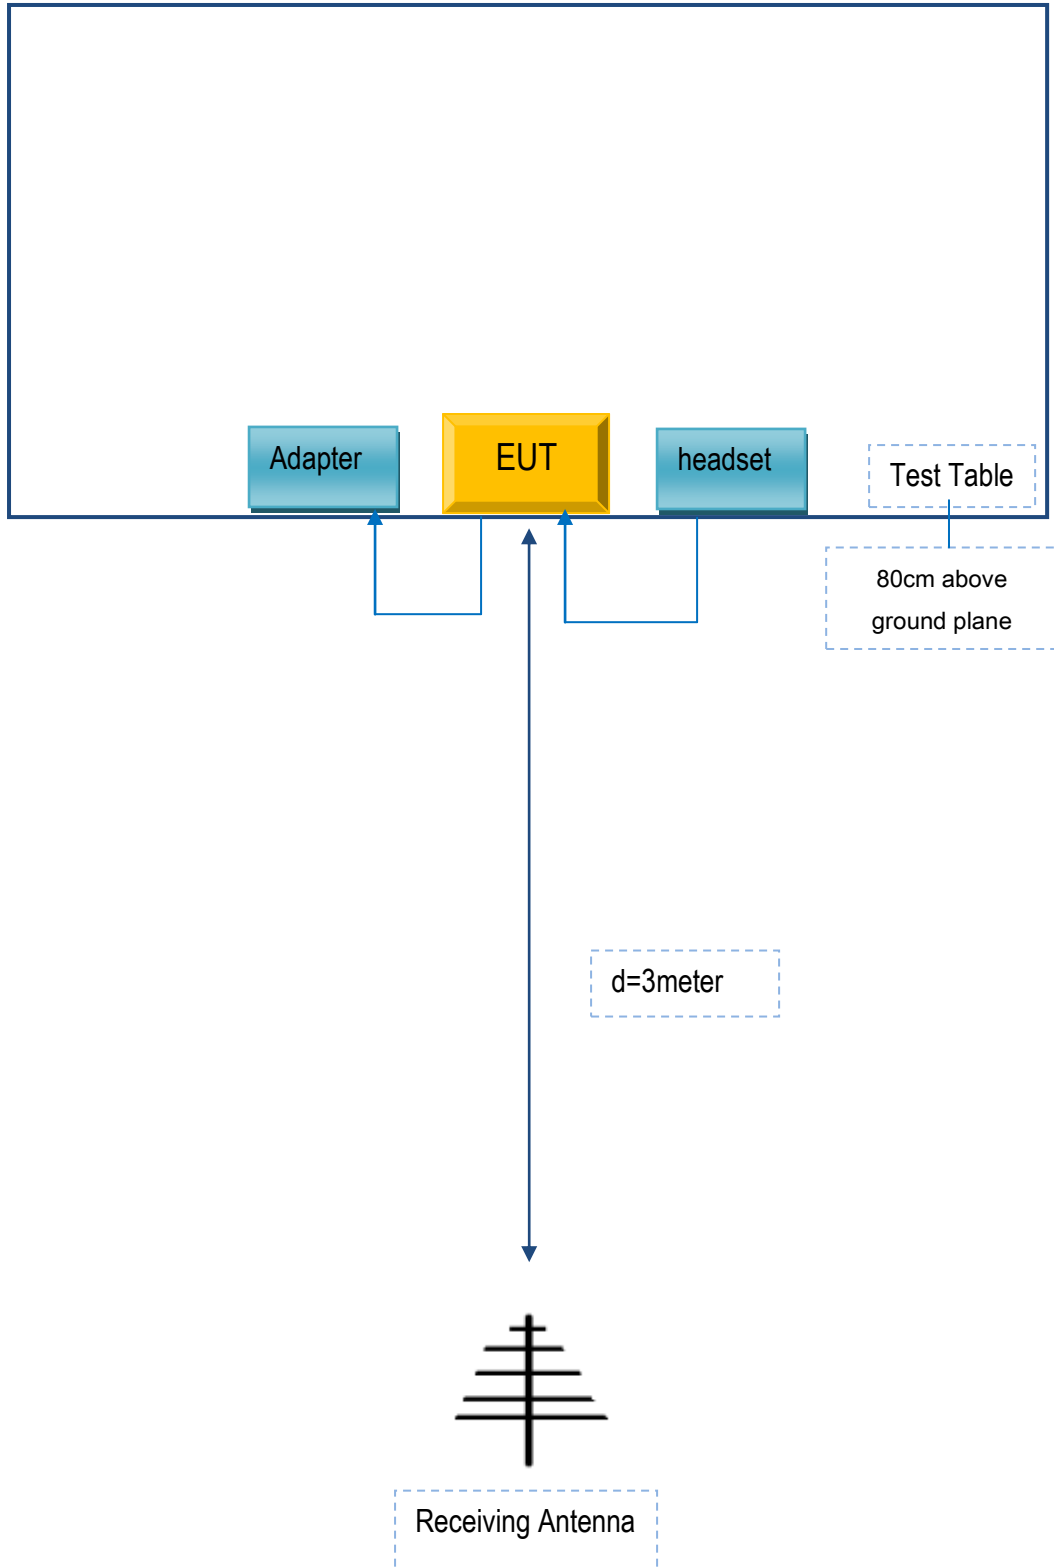 Adapter
EUT
headset
Test Table
80cm above
ground plane
d=3meter
Receiving Antenna